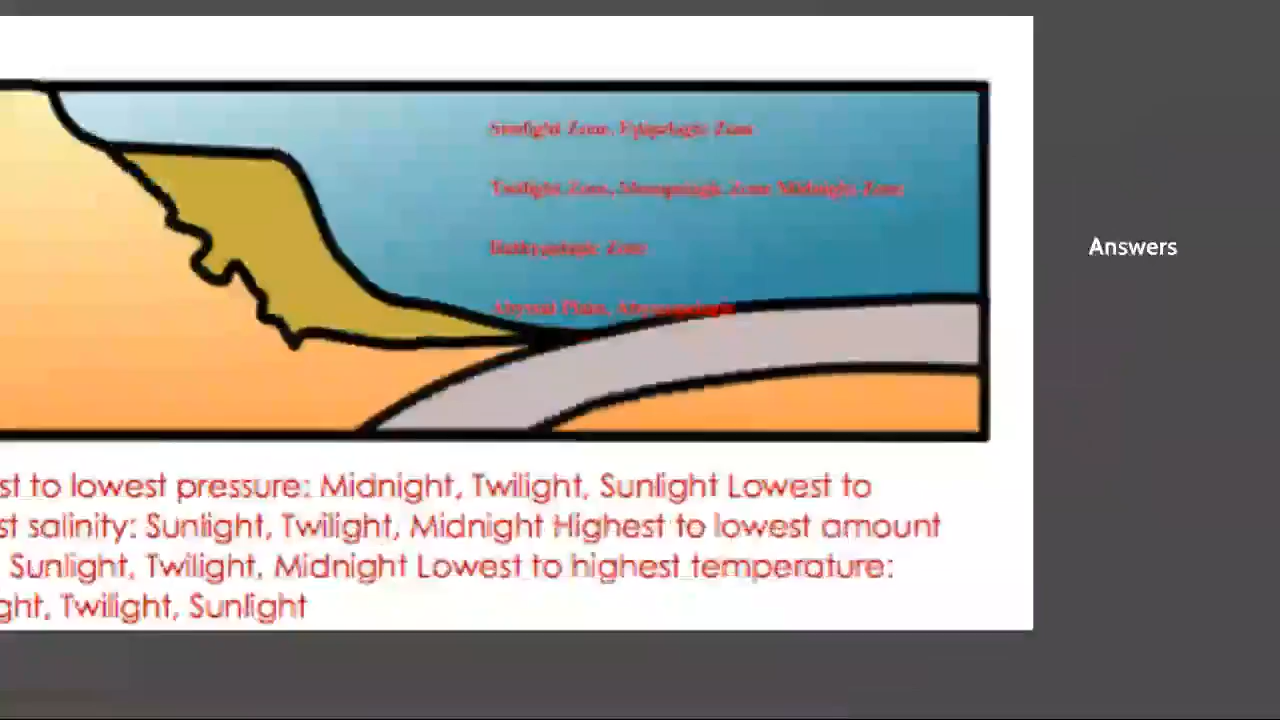 Sunlight Zone, Epipelagic Zone
Twilight Zone, Mesopelagic Zone Midnight Zone
Bathypelagic Zone
Abyssal Plain, Abyssopelagic
Answers
st to lowest pressure: Midnight, Twilight, Sunlight Lowest to
st salinity: Sunlight, Twilight, Midnight Highest to lowest amount
Sunlight, Twilight, Midnight Lowest to highest temperature:
ght, Twilight, Sunlight